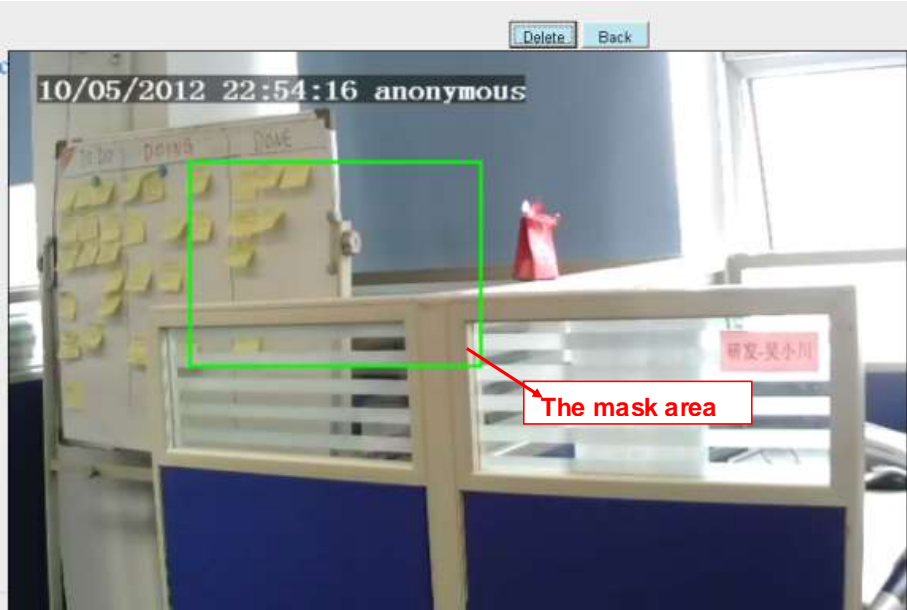 Delete Back
10/05/2012 22:54:16 anonymous
TO DO DOING DONE
研发-吴小川
The mask area